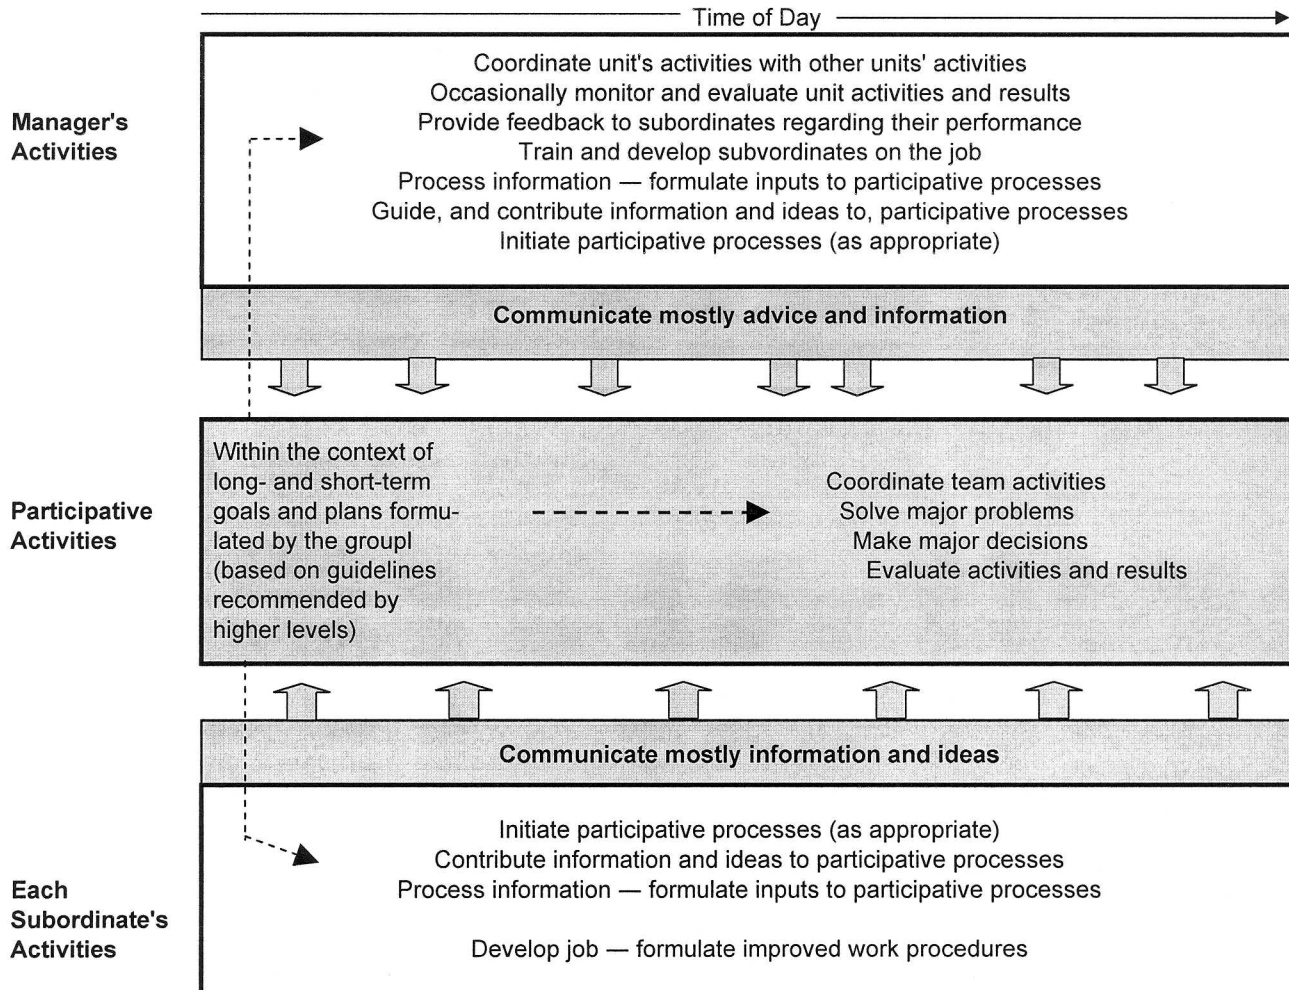 Time of Day
Manager's
Activities
Coordinate unit's activities with other units' activities
Occasionally monitor and evaluate unit activities and results
Provide feedback to subordinates regarding their performance
Train and develop subvordinates on the job
Process information — formulate inputs to participative processes
Guide, and contribute information and ideas to, participative processes
Initiate participative processes (as appropriate)
Communicate mostly advice and information
Participative
Activities
Within the context of
long- and short-term
goals and plans formu-
lated by the groupl
(based on guidelines
recommended by
higher levels)
Coordinate team activities
Solve major problems
Make major decisions
Evaluate activities and results
Communicate mostly information and ideas
Each
Subordinate's
Activities
Initiate participative processes (as appropriate)
Contribute information and ideas to participative processes
Process information — formulate inputs to participative processes
Develop job — formulate improved work procedures